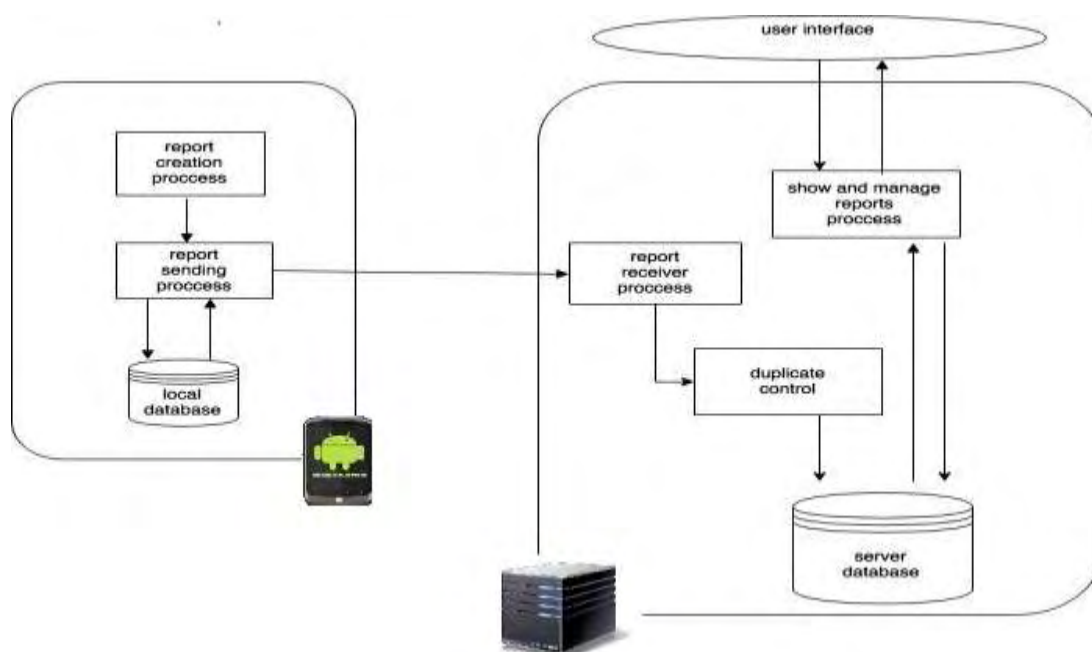 user interface
report
creation
proccess
report
sending
proccess
local
database
show and manage
reports
proccess
report
receiver
proccess
duplicate
control
server
database